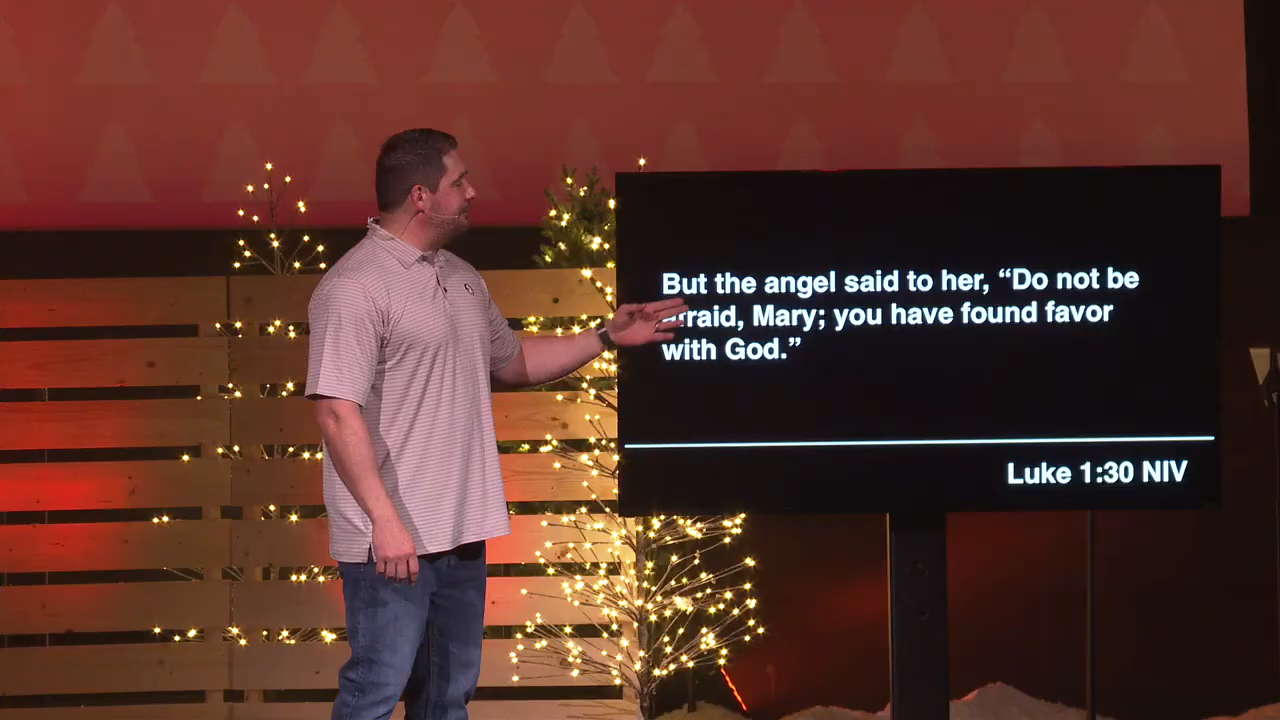 But the angel said to her, “Do not be
afraid, Mary; you have found favor
with God.”
Luke 1:30 NIV